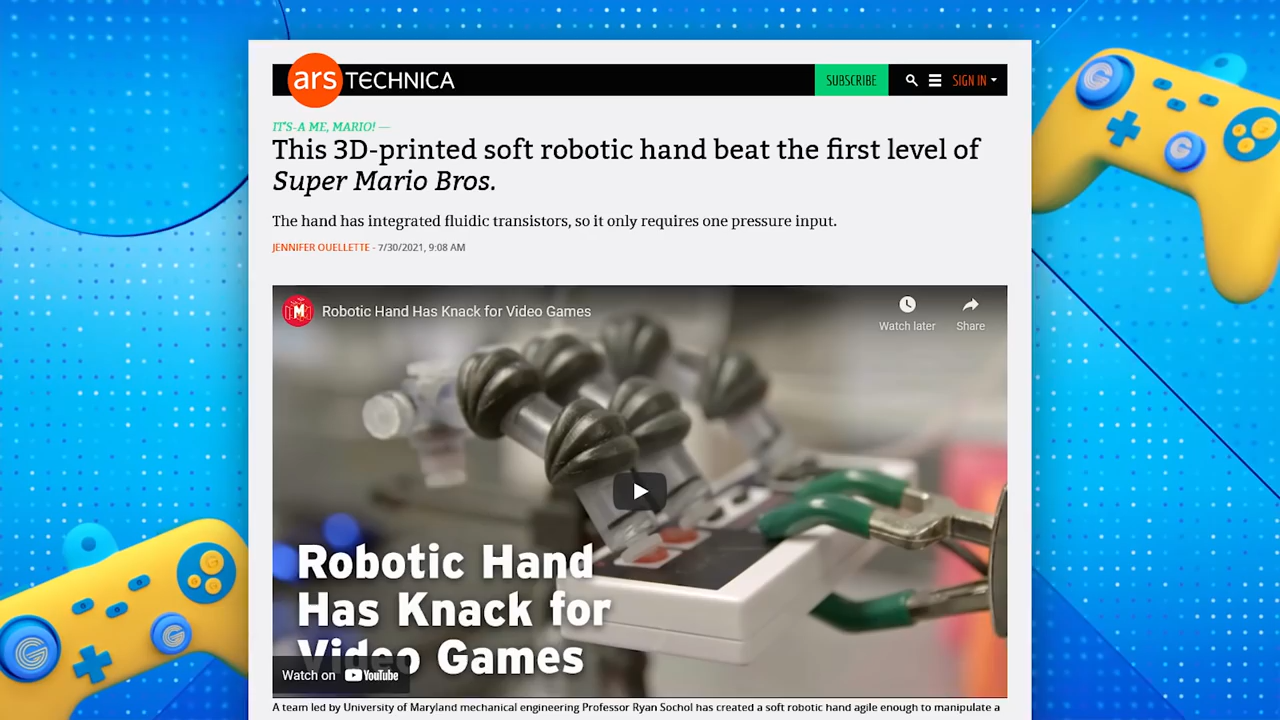 ars TECHNICA
SUBSCRIBE
SIGN IN
IT'S-A ME, MARIO! —
This 3D-printed soft robotic hand beat the first level of
Super Mario Bros.
The hand has integrated fluidic transistors, so it only requires one pressure input.
JENNIFER OUELLETTE - 7/30/2021, 9:08 AM
M
Robotic Hand Has Knack for Video Games
Watch later
Share
Robotic Hand
Has Knack for
Video Games
Watch on YouTube
A team led by University of Maryland mechanical engineering Professor Ryan Sochol has created a soft robotic hand agile enough to manipulate a